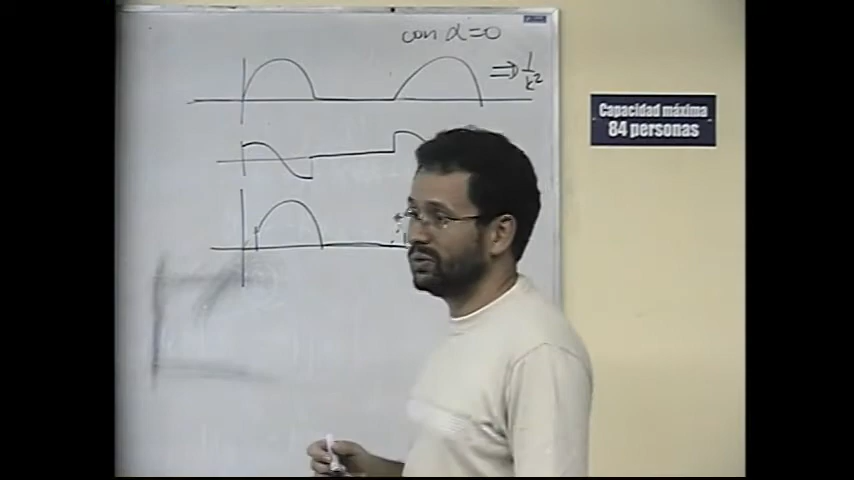 con α=0
⇒ 1/k²
Capacidad máxima
84 personas